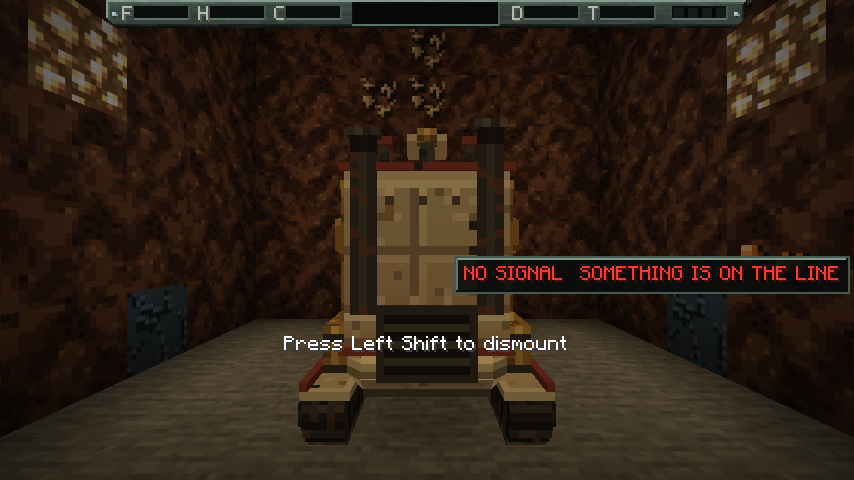 F H C D T
NO SIGNAL  SOMETHING IS ON THE LINE
Press Left Shift to dismount